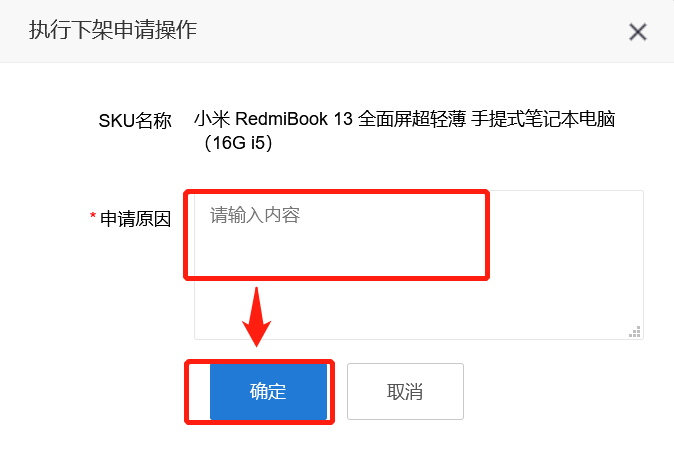 执行下架申请操作
SKU名称 小米 RedmiBook 13 全面屏超轻薄 手提式笔记本电脑
（16G i5）
*申请原因 请输入内容
确定 取消